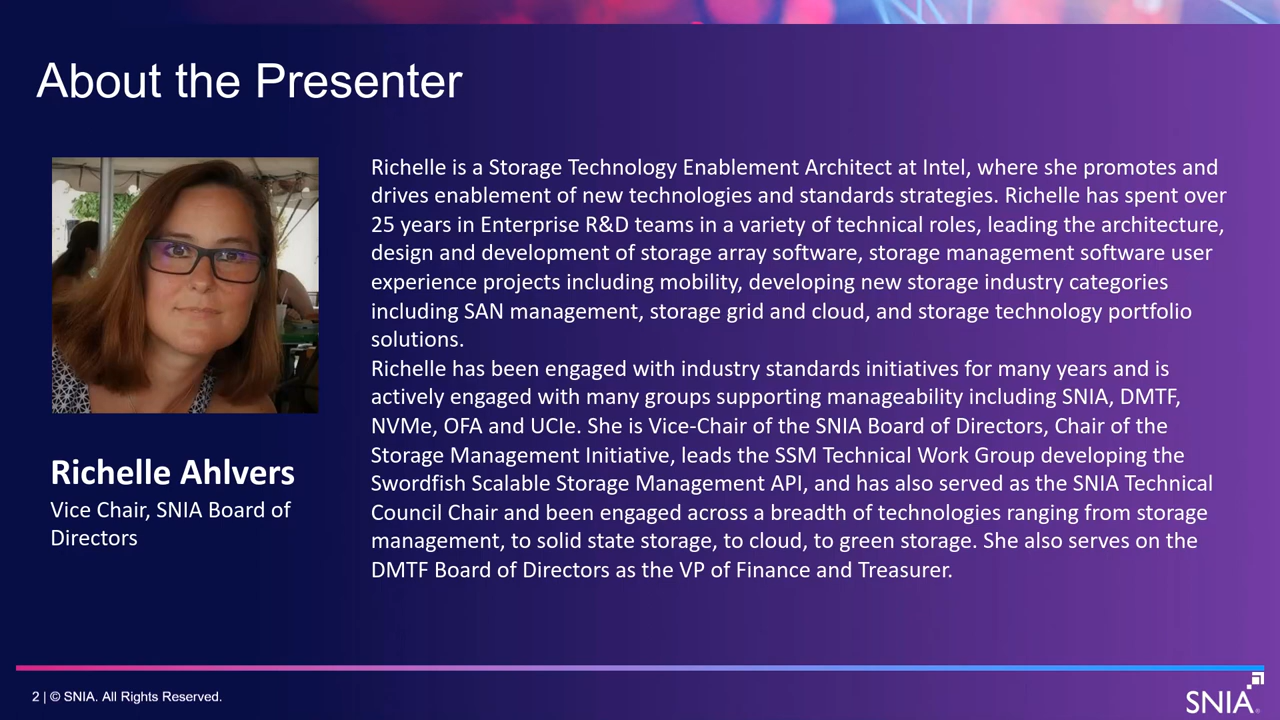 About the Presenter
Richelle is a Storage Technology Enablement Architect at Intel, where she promotes and
drives enablement of new technologies and standards strategies. Richelle has spent over
25 years in Enterprise R&D teams in a variety of technical roles, leading the architecture,
design and development of storage array software, storage management software user
experience projects including mobility, developing new storage industry categories
including SAN management, storage grid and cloud, and storage technology portfolio
solutions.
Richelle has been engaged with industry standards initiatives for many years and is
actively engaged with many groups supporting manageability including SNIA, DMTF,
NVMe, OFA and UCIe. She is Vice-Chair of the SNIA Board of Directors, Chair of the
Storage Management Initiative, leads the SSM Technical Work Group developing the
Swordfish Scalable Storage Management API, and has also served as the SNIA Technical
Council Chair and been engaged across a breadth of technologies ranging from storage
management, to solid state storage, to cloud, to green storage. She also serves on the
DMTF Board of Directors as the VP of Finance and Treasurer.
Richelle Ahlvers
Vice Chair, SNIA Board of
Directors
2 | © SNIA. All Rights Reserved.
SNIA